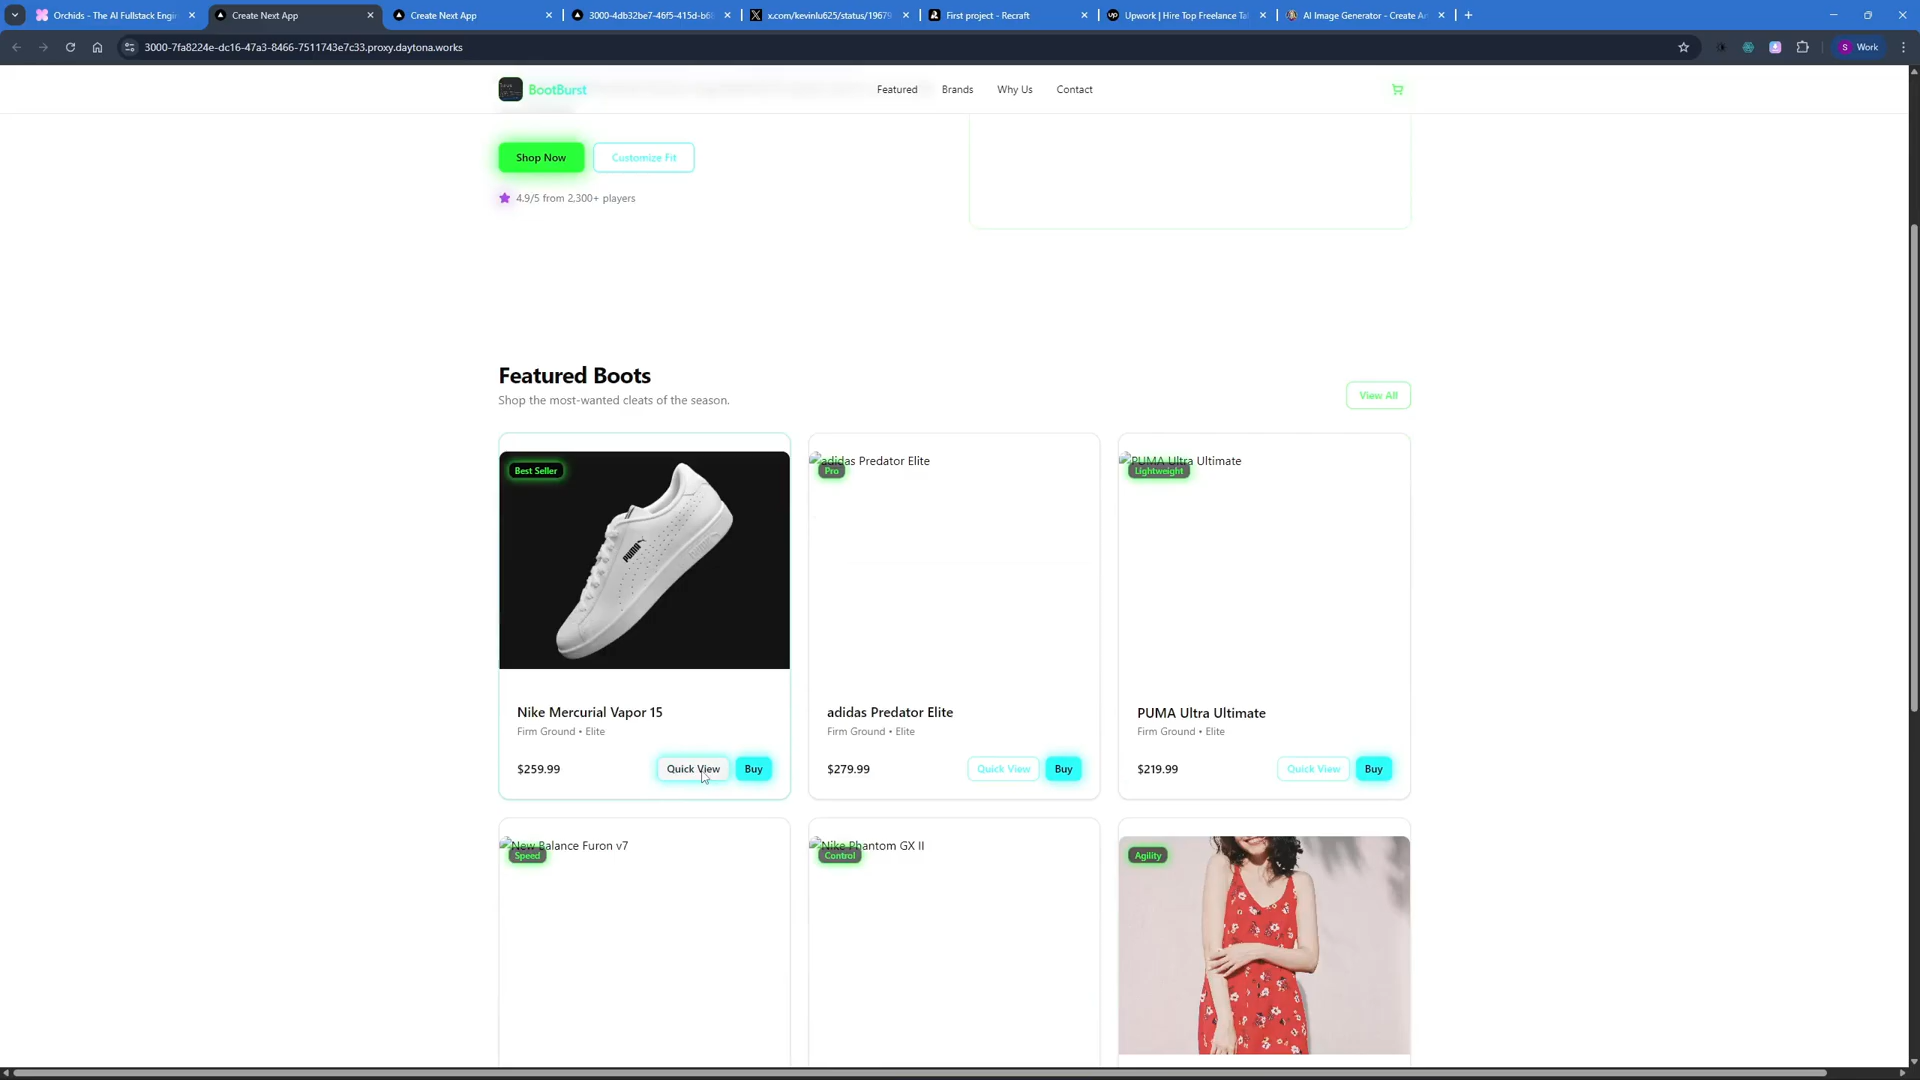 Orchids - The AI Fullstack Engi
Create Next App
Create Next App
3000-4db32be7-46f5-415d-b6
x.com/kevinlu625/status/19679
First project - Recraft
Upwork | Hire Top Freelance Tal
AI Image Generator - Create Ar
3000-7fa8224e-dc16-47a3-8466-7511743e7c33.proxy.daytona.works
S Work
BootBurst
Featured
Brands
Why Us
Contact
Shop Now
Customize Fit
4.9/5 from 2,300+ players
Featured Boots
Shop the most-wanted cleats of the season.
View All
Best Seller
PUMA
Nike Mercurial Vapor 15
Firm Ground • Elite
$259.99
Quick View
Buy
adidas Predator Elite
Pro
adidas Predator Elite
Firm Ground • Elite
$279.99
Quick View
Buy
PUMA Ultra Ultimate
Lightweight
PUMA Ultra Ultimate
Firm Ground • Elite
$219.99
Quick View
Buy
New Balance Furon v7
Speed
Nike Phantom GX II
Control
Agility